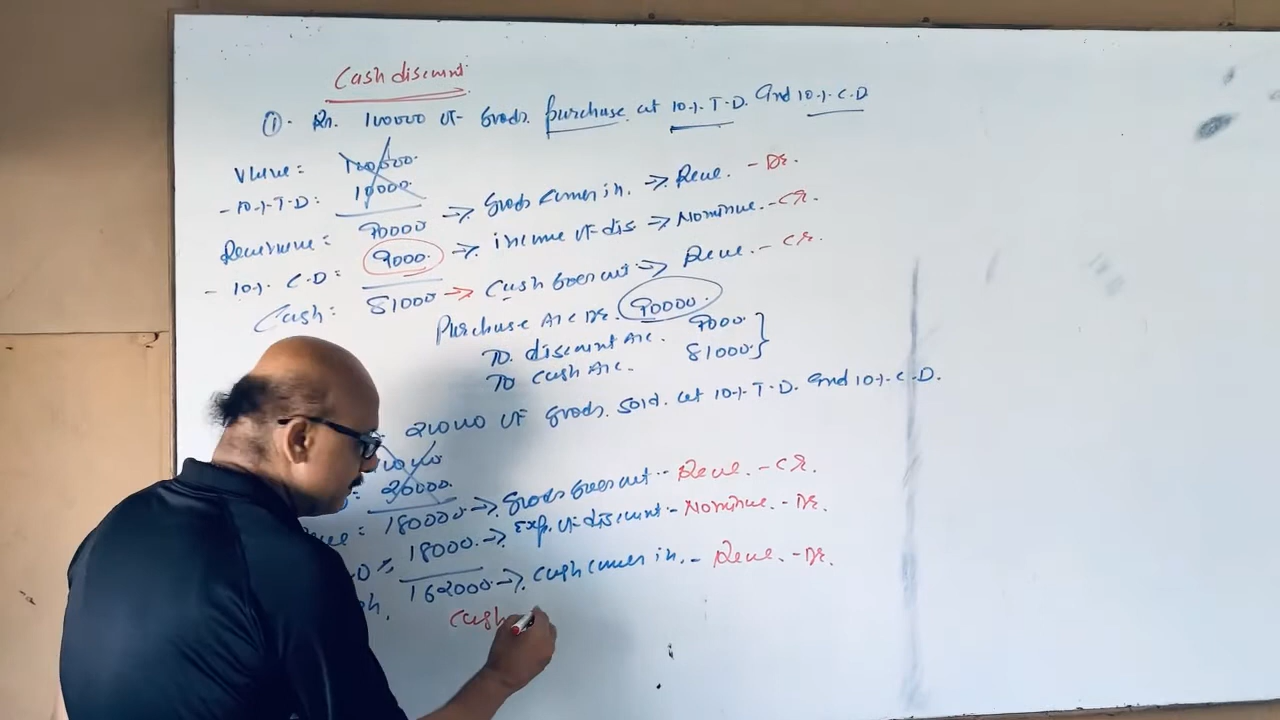 Cash discount
①. Rs. 100000 of Goods. purchase at 10% T.D. and 10% C.D
Value: 100000.
- 10% T.D: 10000.
90000 → Goods comes in. → Real. - Dr.
- 10% C.D: 9000. → income of dis → Nominal. - Cr.
Cash: 81000 → Cash Goes out → Real. - Cr.
Purchase A/c Dr. 90000.
To discount A/c. 9000
To cash A/c. 81000
of Goods. sold. at 10% T.D. and 10% C.D.
20000.
180000 → Goods Goes out - Real. - Cr.
18000. → Exp. of discount - Nominal. - Dr.
162000 → Cash comes in. - Real. - Dr.
Cash